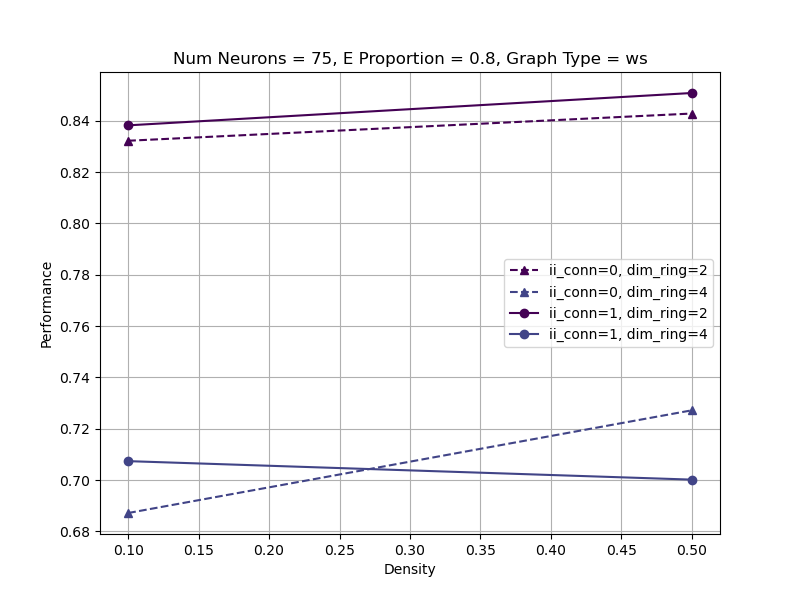 Num Neurons = 75, E Proportion = 0.8, Graph Type = ws
Performance
0.84
0.82
0.80
0.78
0.76
0.74
0.72
0.70
0.68
ii_conn=0, dim_ring=2
ii_conn=0, dim_ring=4
ii_conn=1, dim_ring=2
ii_conn=1, dim_ring=4
0.10 0.15 0.20 0.25 0.30 0.35 0.40 0.45 0.50
Density